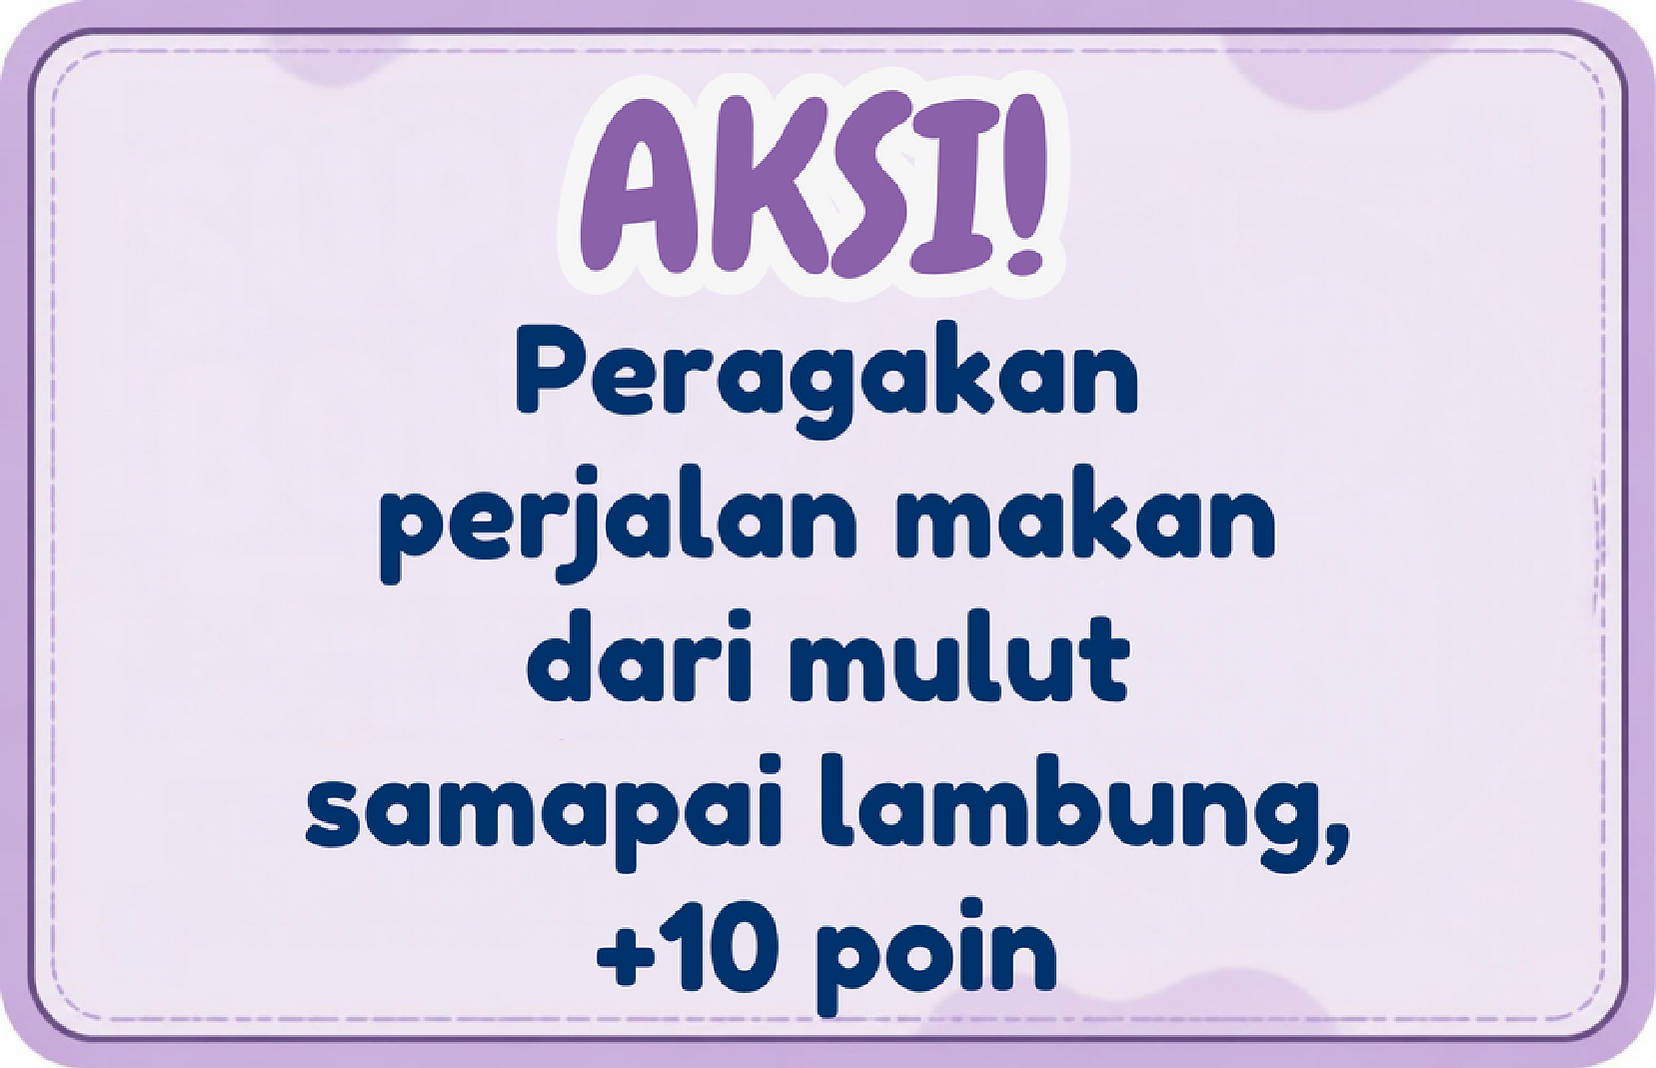 AKSI!
Peragakan
perjalan makan
dari mulut
samapai lambung,
+10 poin